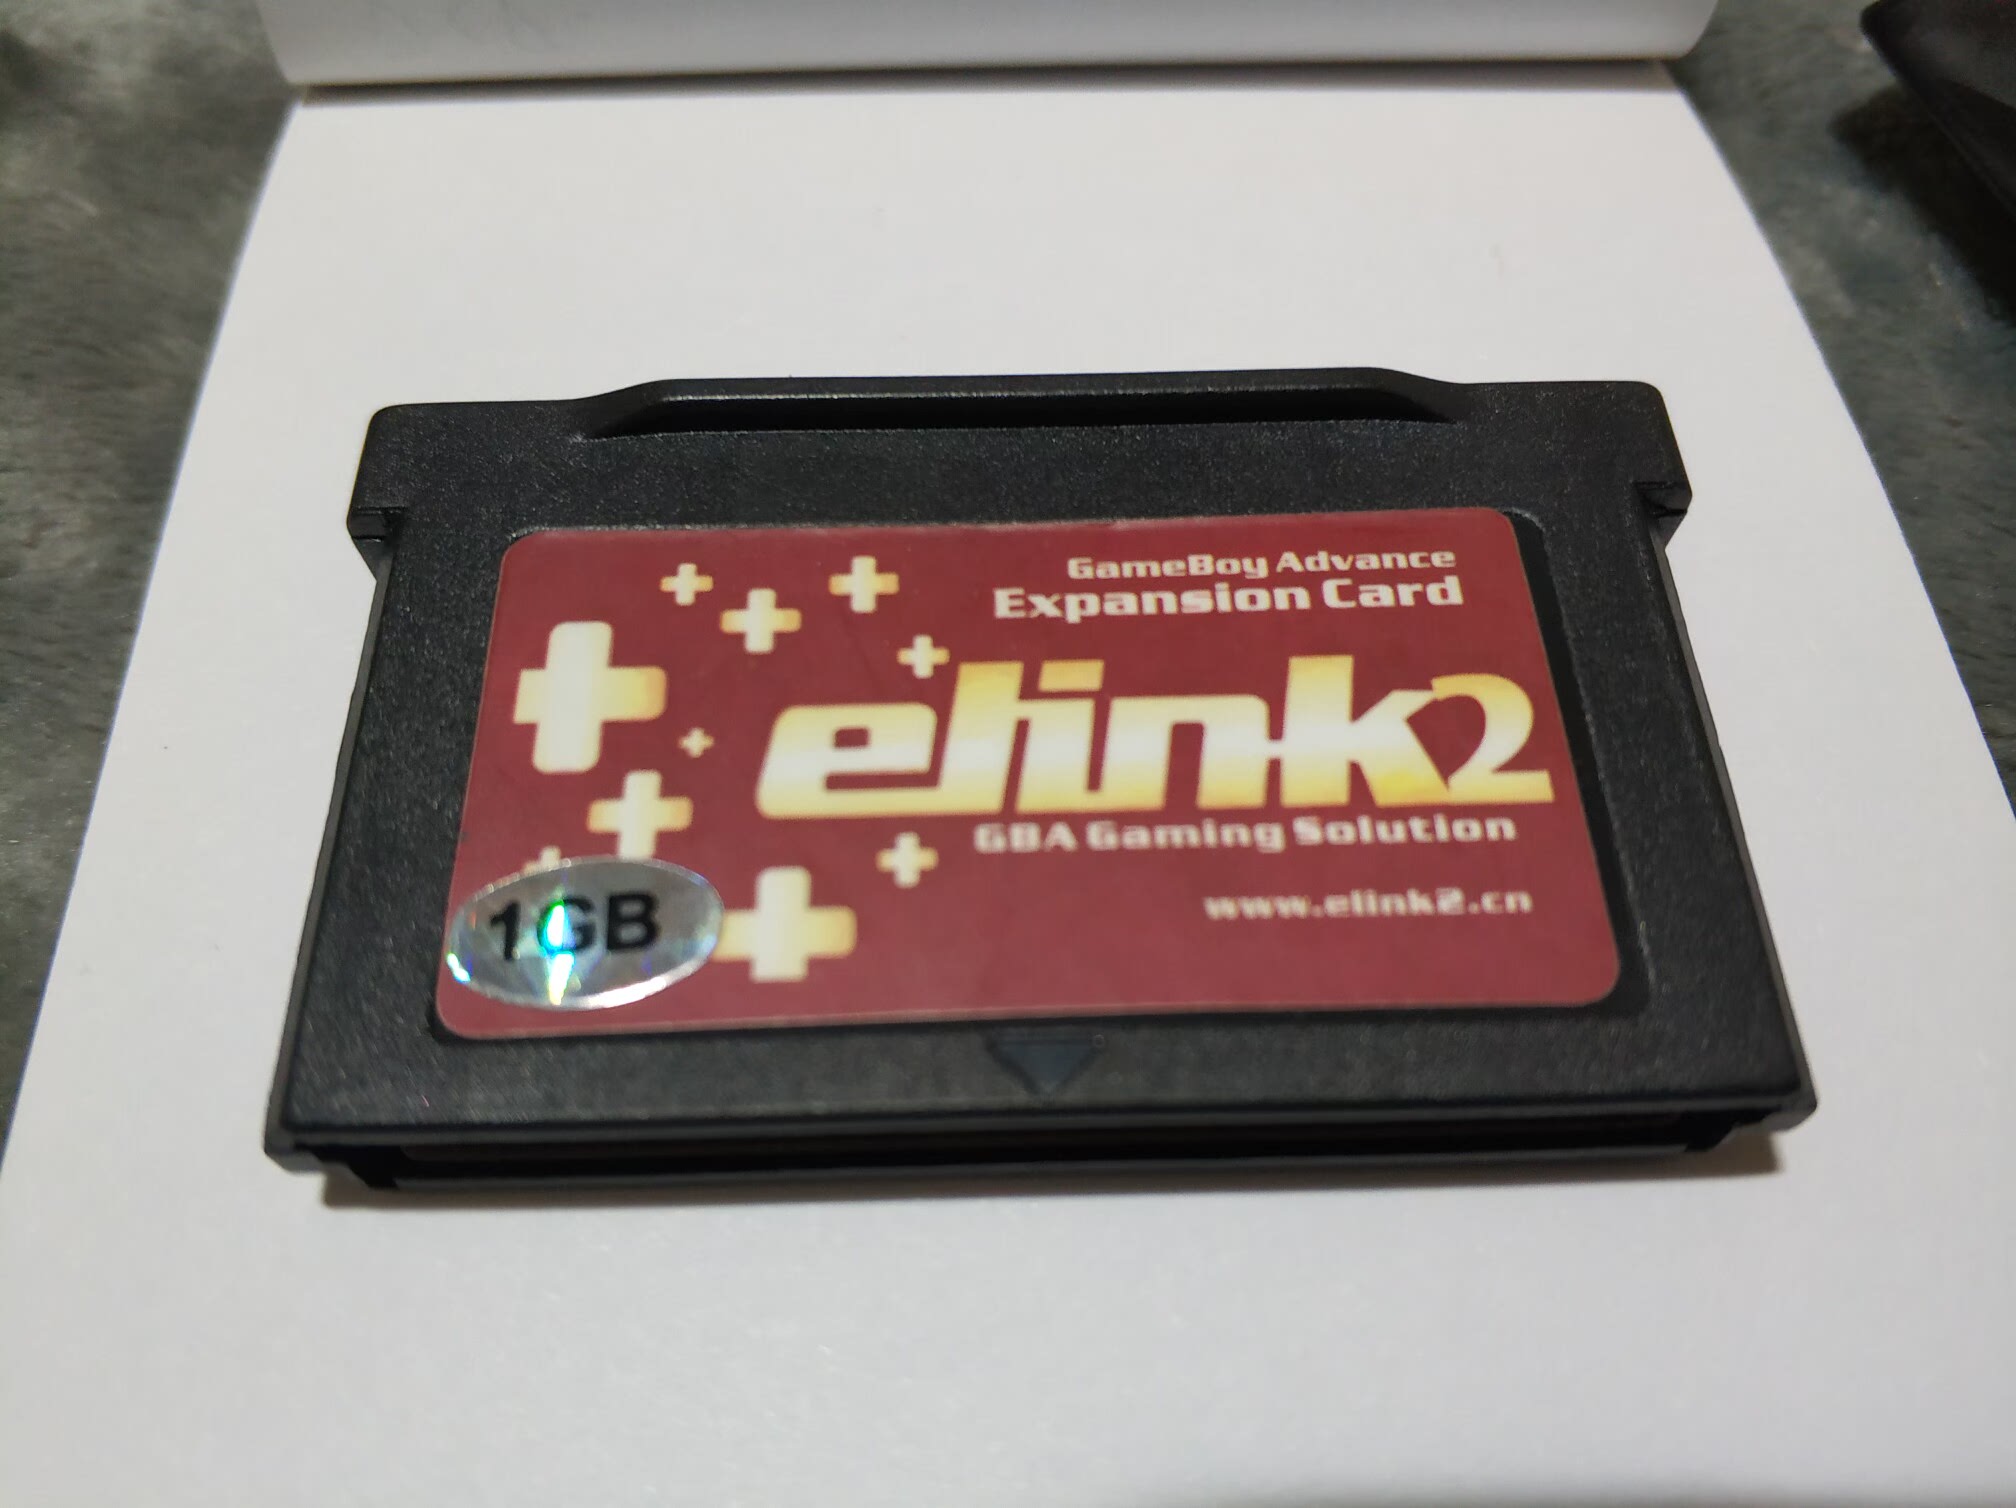 GameBoy Advance
Expansion Card
elink2
GBA Gaming Solution
www.elink2.cn
1GB